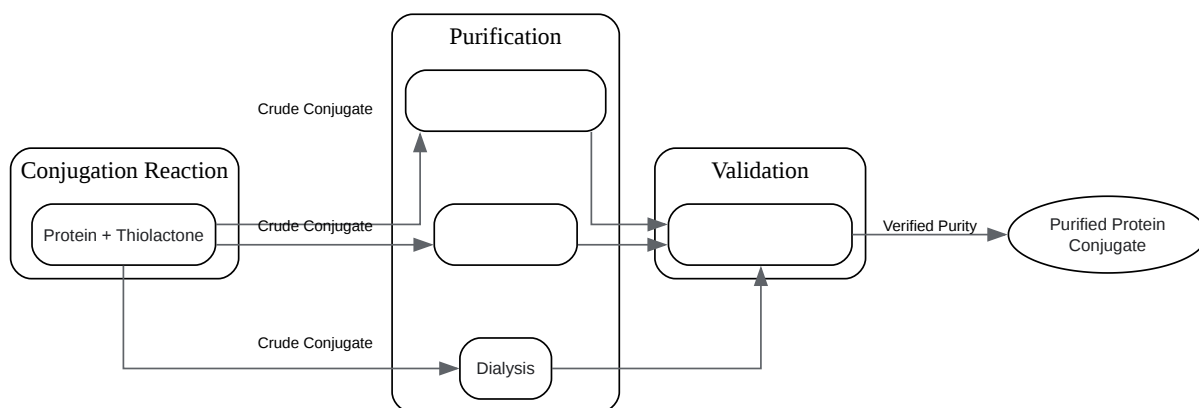 Purification
Crude Conjugate
Conjugation Reaction
Protein + Thiolactone
Crude Conjugate
Validation
Verified Purity
Purified Protein
Conjugate
Crude Conjugate
Dialysis